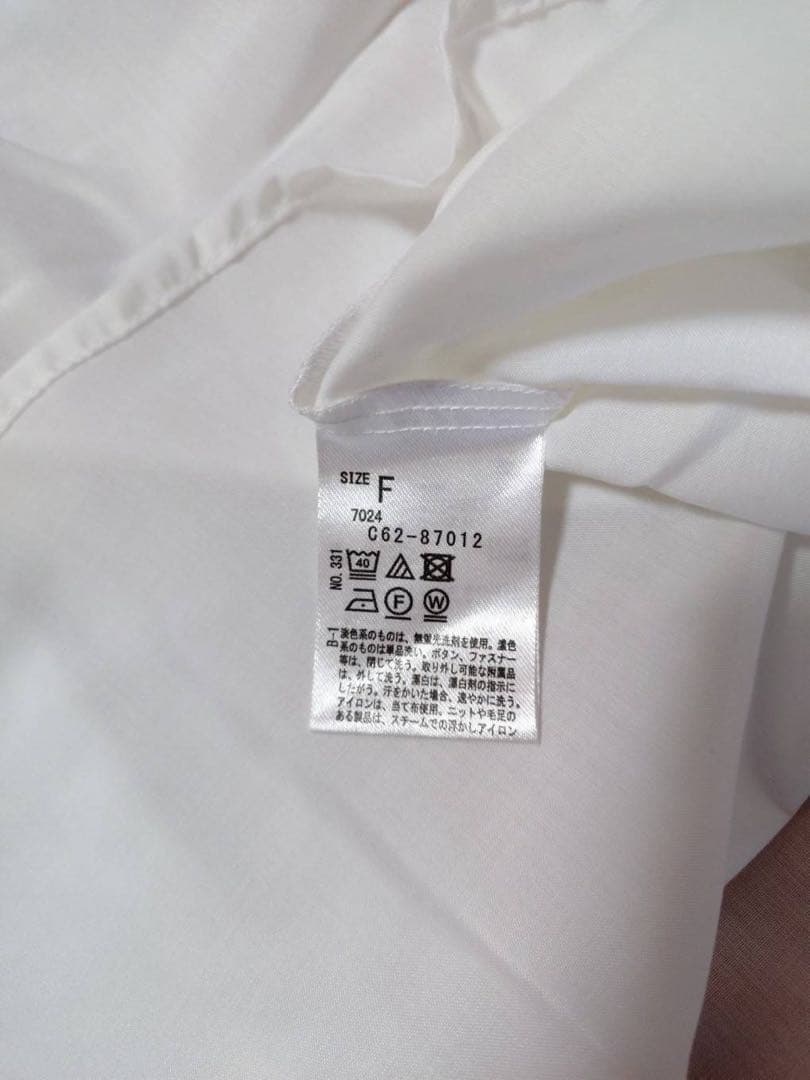 SIZE F
7024
C62-87012
NO. 331
40
F W
B-1
淡色系のものは、無蛍光洗剤を使用。濃色
系のものは単品洗い。ボタン、ファスナー
等は、閉じて洗う。取り外し可能な附属品
は、外して洗う。漂白は、漂白剤の指示に
したがう。汗をかいた場合、速やかに洗う。
アイロンは、当て布使用。ニットや毛足の
ある製品は、スチームでの浮かしアイロン